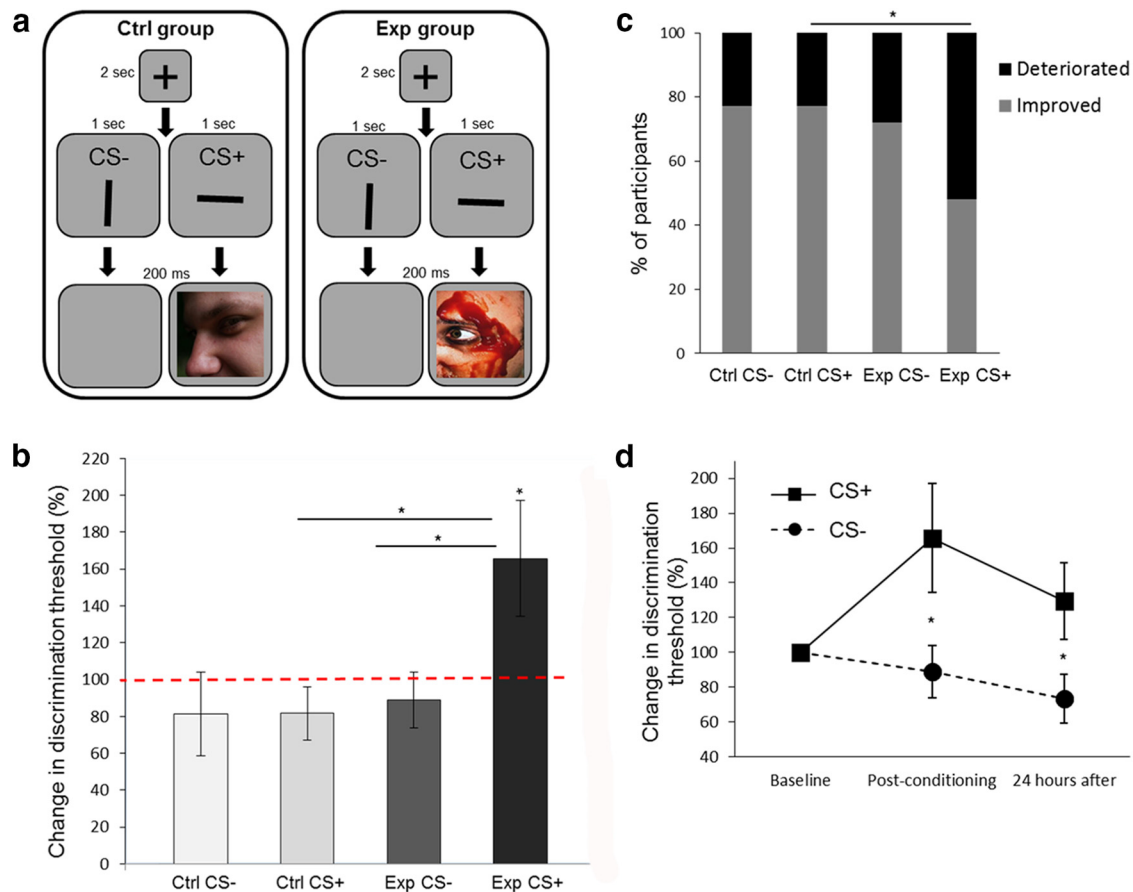 a
Ctrl group
2 sec
1 sec 1 sec
CS- CS+
200 ms
Exp group
2 sec
1 sec 1 sec
CS- CS+
200 ms
c
*
% of participants
100
80
60
40
20
0
Ctrl CS- Ctrl CS+ Exp CS- Exp CS+
Deteriorated
Improved
b
Change in discrimination threshold (%)
220
200
180
160
140
120
100
80
60
40
20
0
*
*
*
Ctrl CS- Ctrl CS+ Exp CS- Exp CS+
d
Change in discrimination
threshold (%)
200
180
160
140
120
100
80
60
40
CS+
CS-
*
*
Baseline Post-conditioning 24 hours after